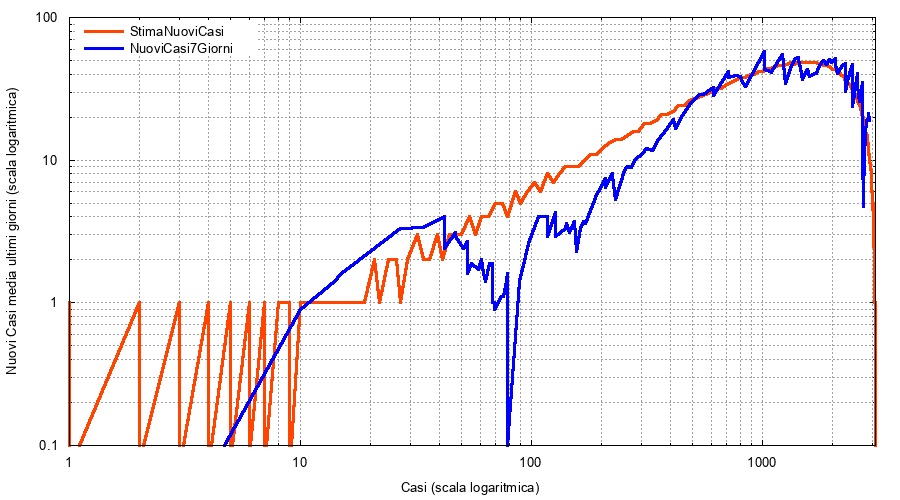 100
StimaNuoviCasi
NuoviCasi7Giorni
10
1
0.1
1
10
100
1000
Nuovi Casi media ultimi giorni (scala logaritmica)
Casi (scala logaritmica)